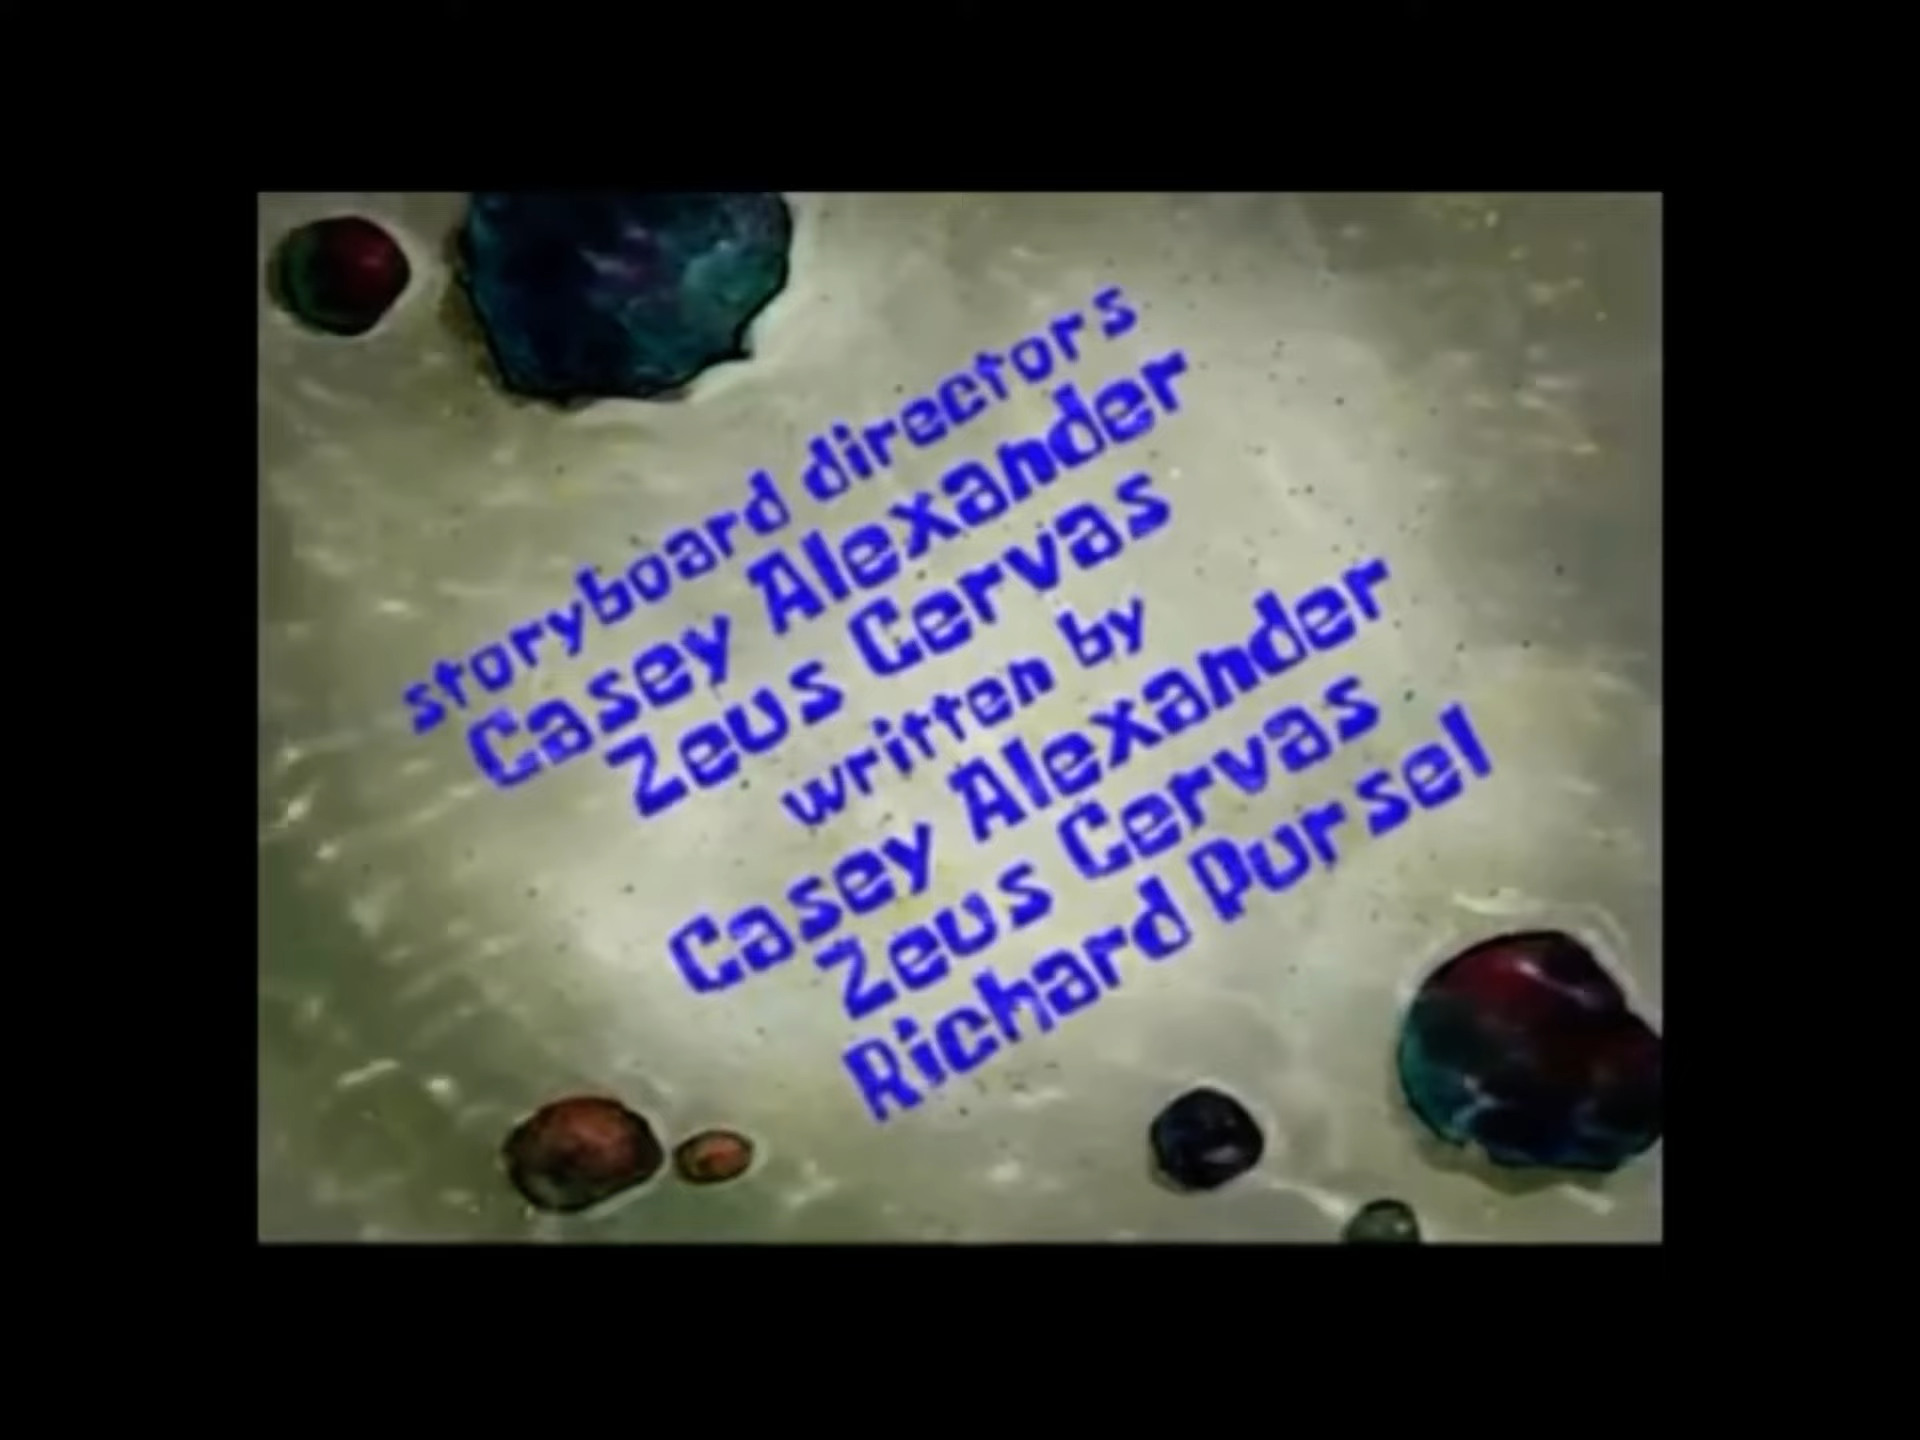 storyboard directors
Casey Alexander
Zeus Cervas
written by
Casey Alexander
Zeus Cervas
Richard Pursel